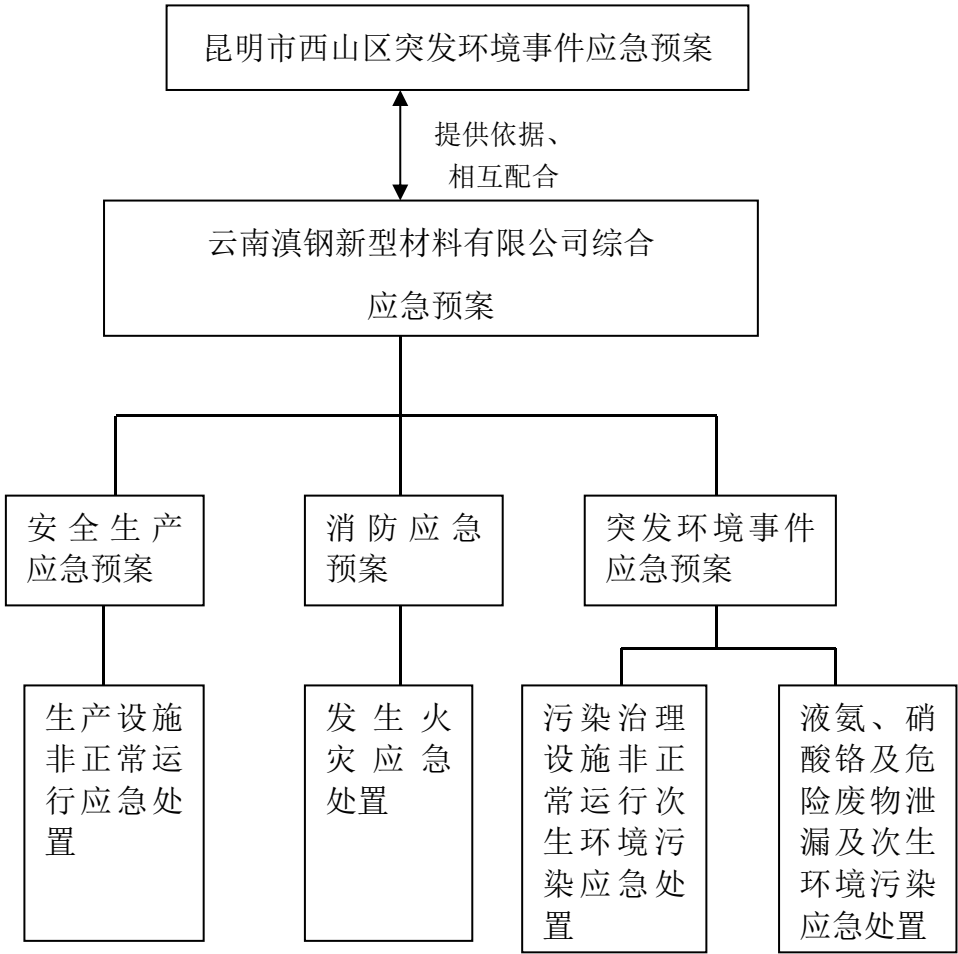 昆明市西山区突发环境事件应急预案
提供依据、
相互配合
云南滇钢新型材料有限公司综合
应急预案
安全生产
应急预案
消防应急
预案
突发环境事件
应急预案
生产设施
非正常运
行应急处
置
发生火
灾应急
处置
污染治理
设施非正
常运行次
生环境污
染应急处
置
液氨、硝
酸铬及危
险废物泄
漏及次生
环境污染
应急处置